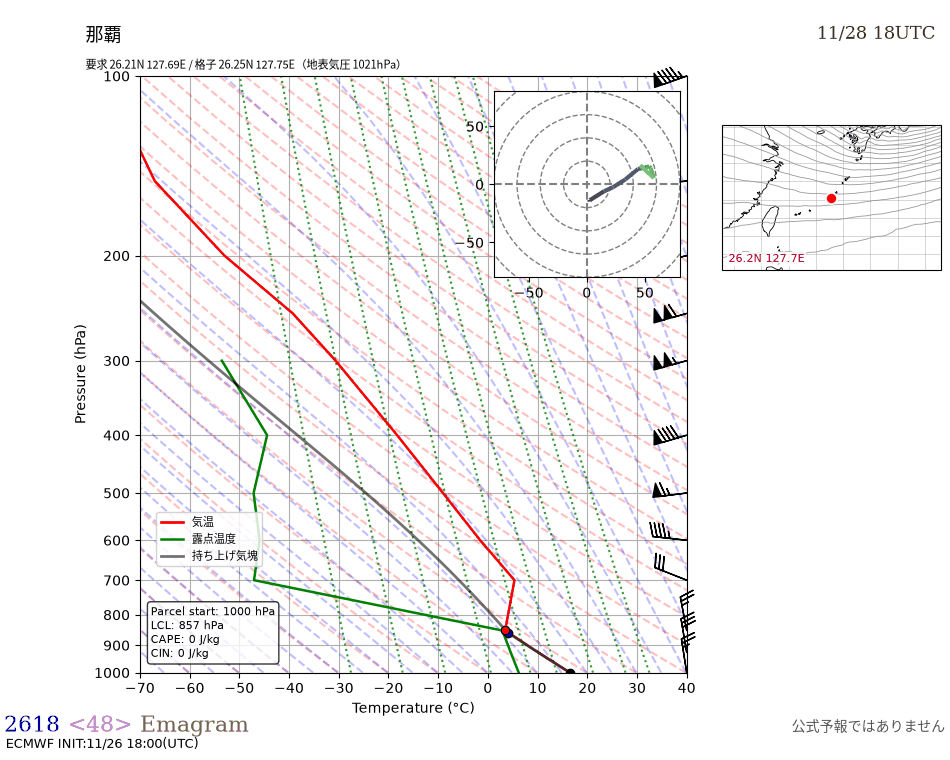 那覇
11/28 18UTC
要求 26.21N 127.69E / 格子 26.25N 127.75E（地表気圧 1021hPa）
100
200
300
400
500
600
700
800
900
1000
Pressure (hPa)
−70 −60 −50 −40 −30 −20 −10 0 10 20 30 40
Temperature (°C)
50
0
−50
−50 0 50
26.2N 127.7E
気温
露点温度
持ち上げ気塊
Parcel start: 1000 hPa
LCL: 857 hPa
CAPE: 0 J/kg
CIN: 0 J/kg
2618 <48> Emagram
公式予報ではありません
ECMWF INIT:11/26 18:00(UTC)